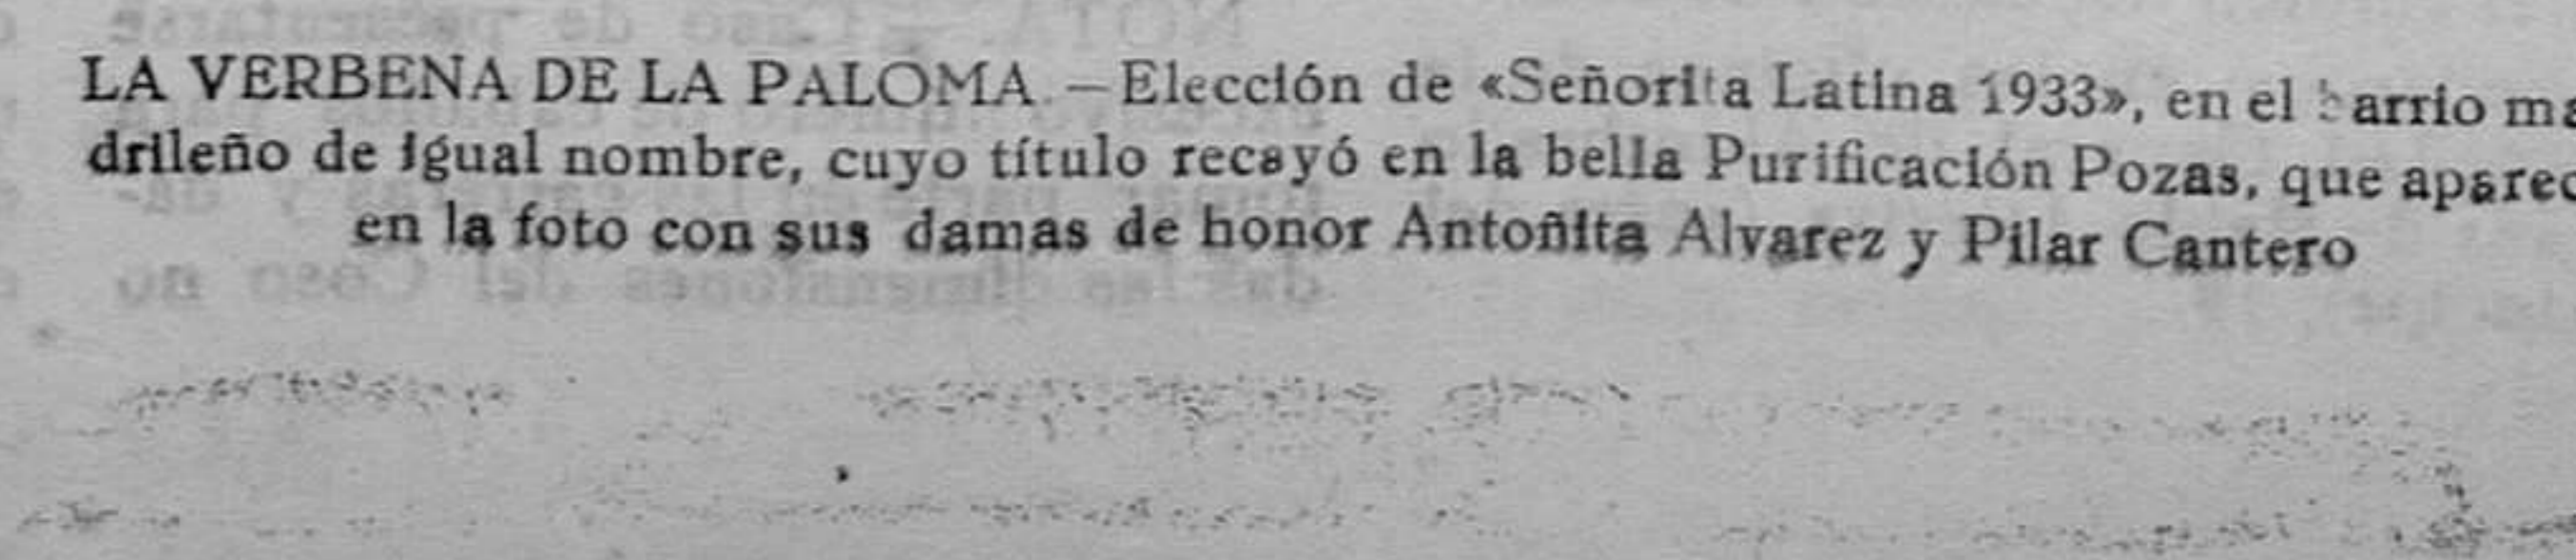 LA VERBENA DE LA PALOMA.—Elección de «Señorita Latina 1933», en el barrio ma
drileño de igual nombre, cuyo título recayó en la bella Purificación Pozas, que aparec
en la foto con sus damas de honor Antoñita Alvarez y Pilar Cantero